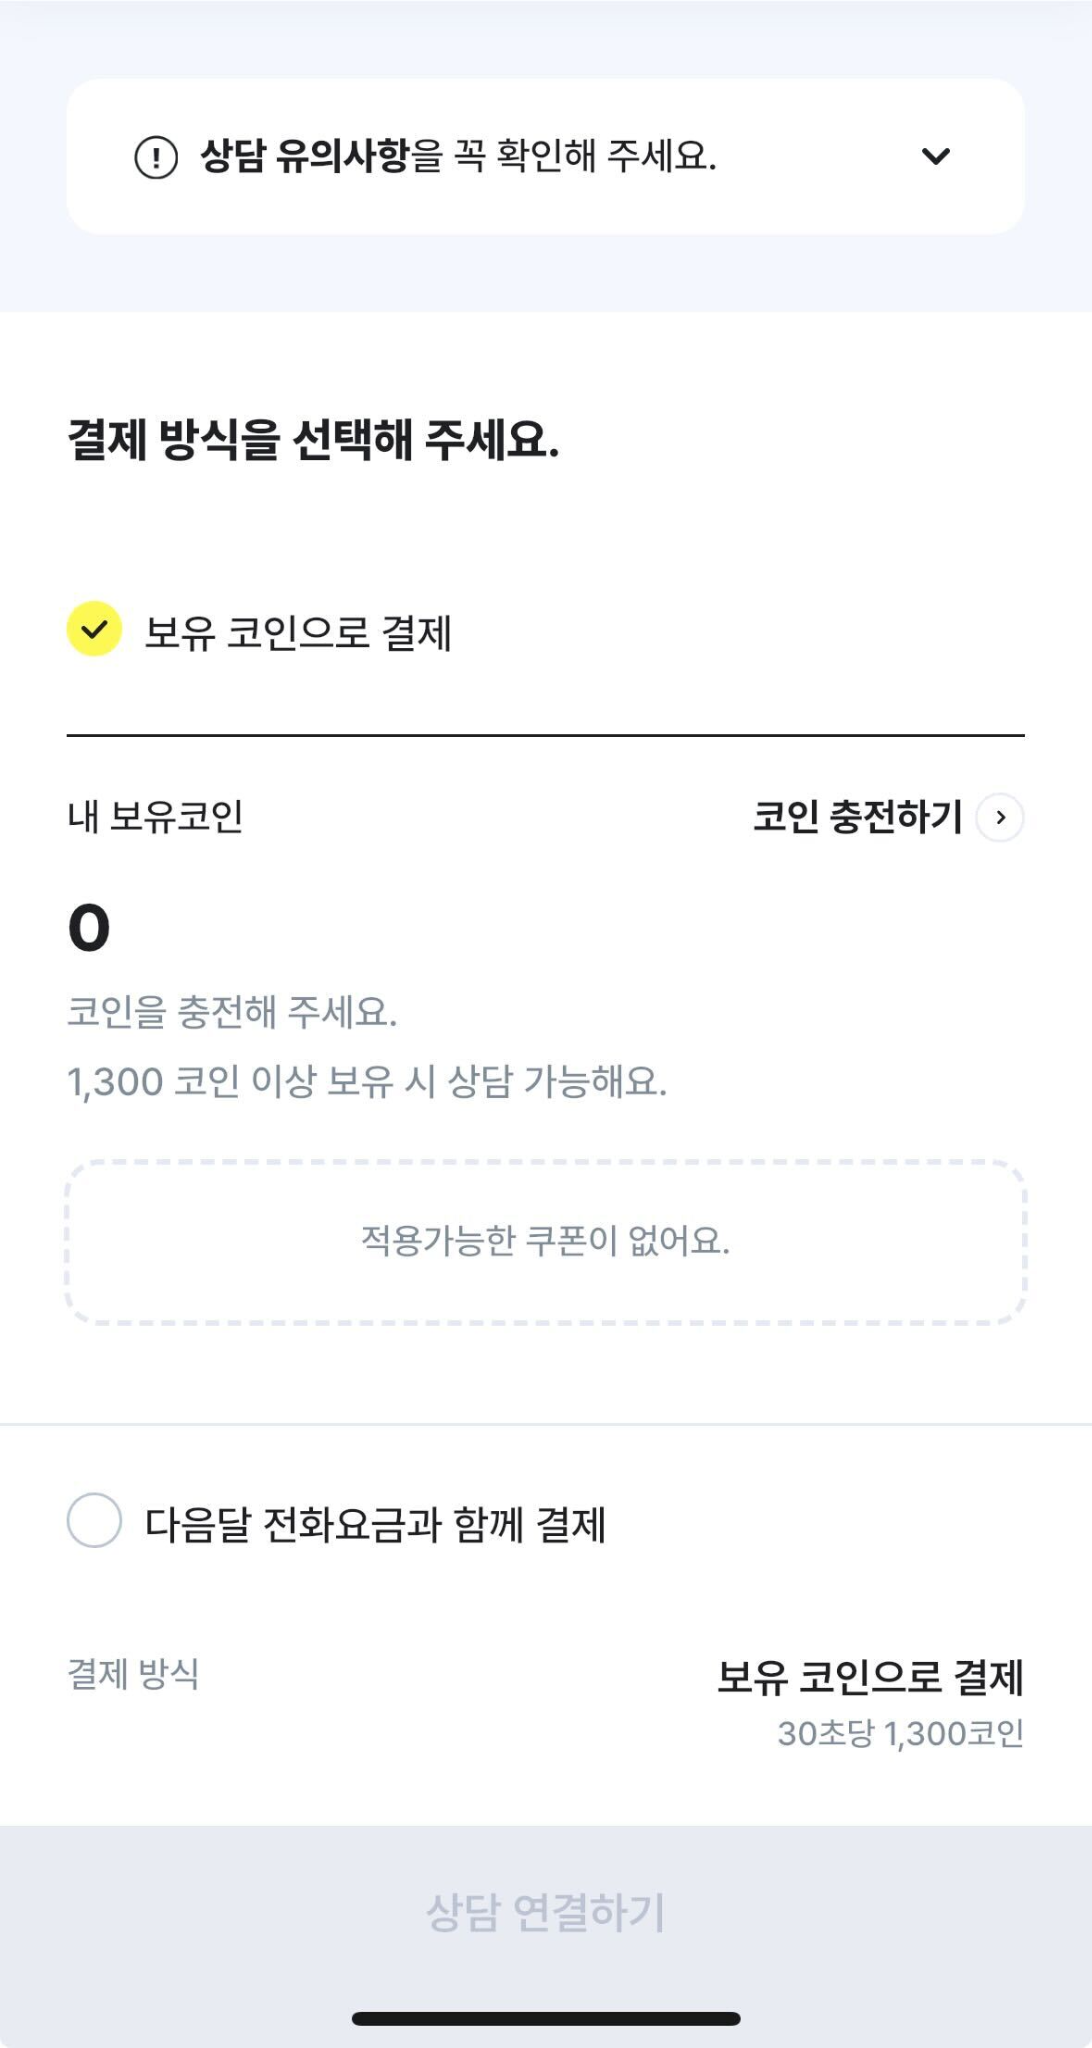 상담 유의사항을 꼭 확인해 주세요.
결제 방식을 선택해 주세요.
보유 코인으로 결제
내 보유코인
코인 충전하기
0
코인을 충전해 주세요.
1,300 코인 이상 보유 시 상담 가능해요.
적용가능한 쿠폰이 없어요.
다음달 전화요금과 함께 결제
결제 방식
보유 코인으로 결제
30초당 1,300코인
상담 연결하기